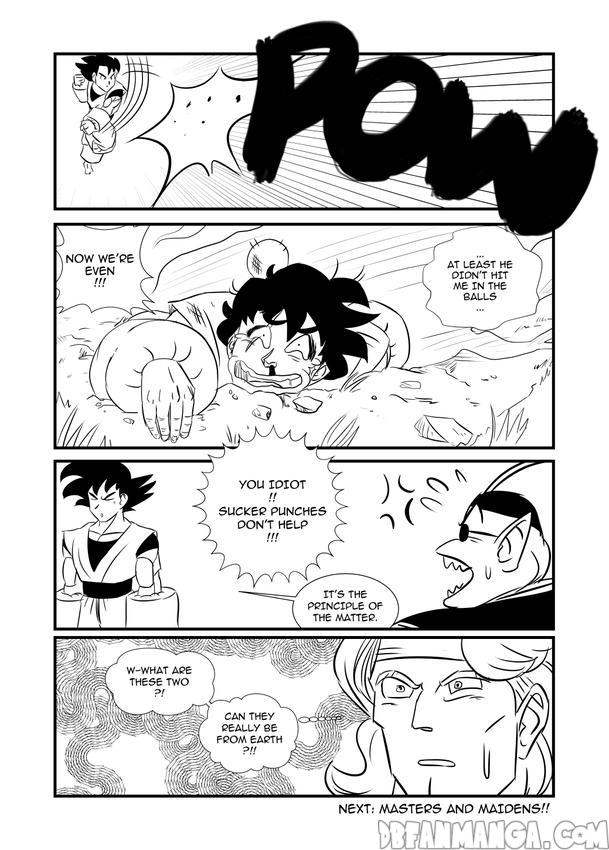 POW
NOW WE'RE
EVEN
!!!
...
AT LEAST HE
DIDN'T HIT
ME IN THE
BALLS
...
YOU IDIOT
!!
SUCKER PUNCHES
DON'T HELP
!!!
IT'S THE
PRINCIPLE OF
THE MATTER.
W-WHAT ARE
THESE TWO
?!
CAN THEY
REALLY BE
FROM EARTH
?!!
NEXT: MASTERS AND MAIDENS!!
DBFANMANGA.COM